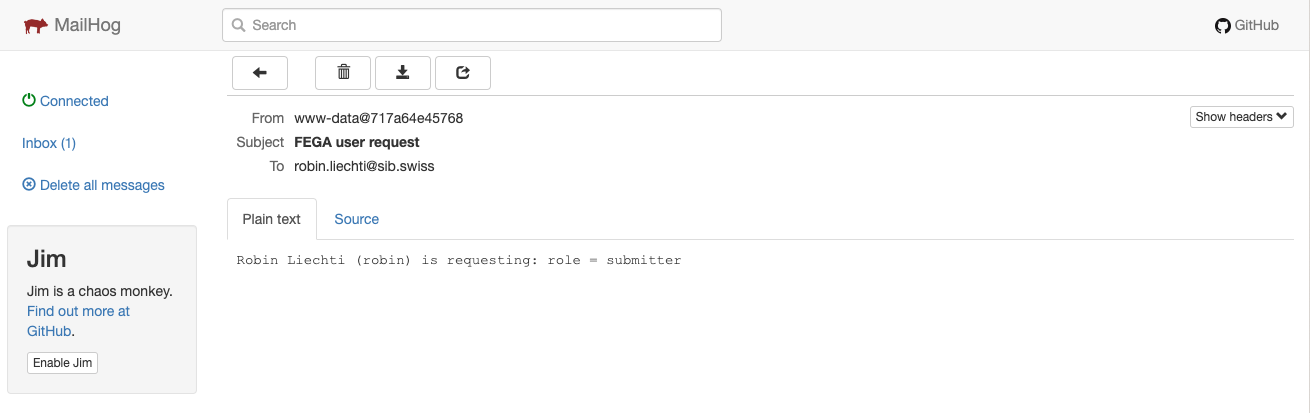 MailHog
Search
GitHub
Connected
Inbox (1)
Delete all messages
Jim
Jim is a chaos monkey.
Find out more at
GitHub.
Enable Jim
From www-data@717a64e45768
Show headers
Subject FEGA user request
To robin.liechti@sib.swiss
Plain text
Source
Robin Liechti (robin) is requesting: role = submitter